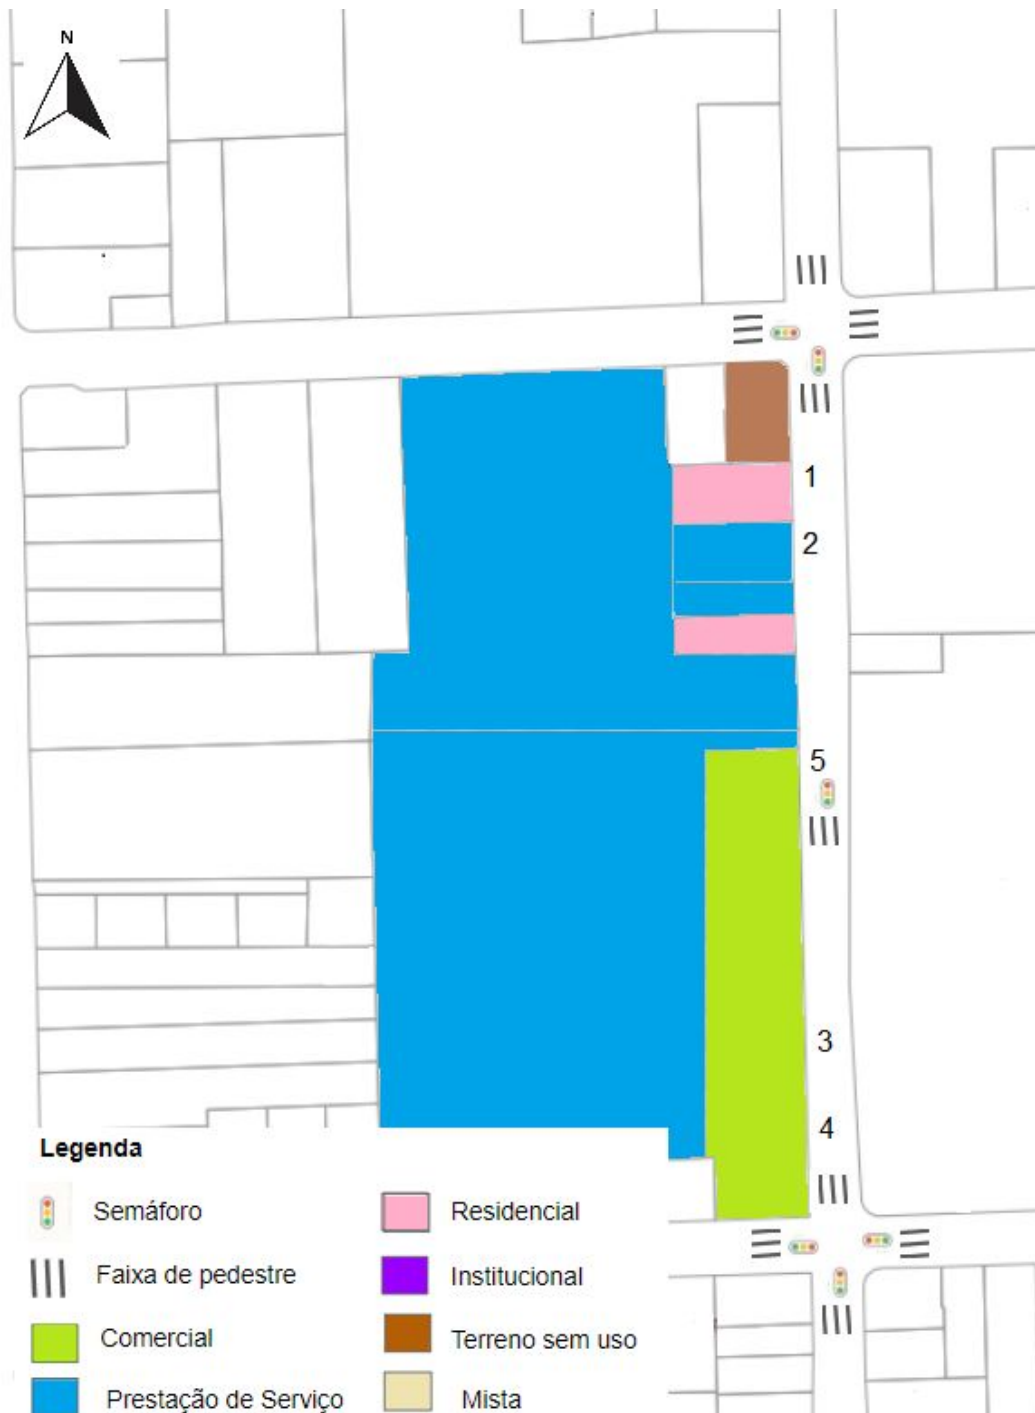 N
1
2
5
3
4
Legenda
Semáforo
Residencial
Faixa de pedestre
Institucional
Comercial
Terreno sem uso
Prestação de Serviço
Mista